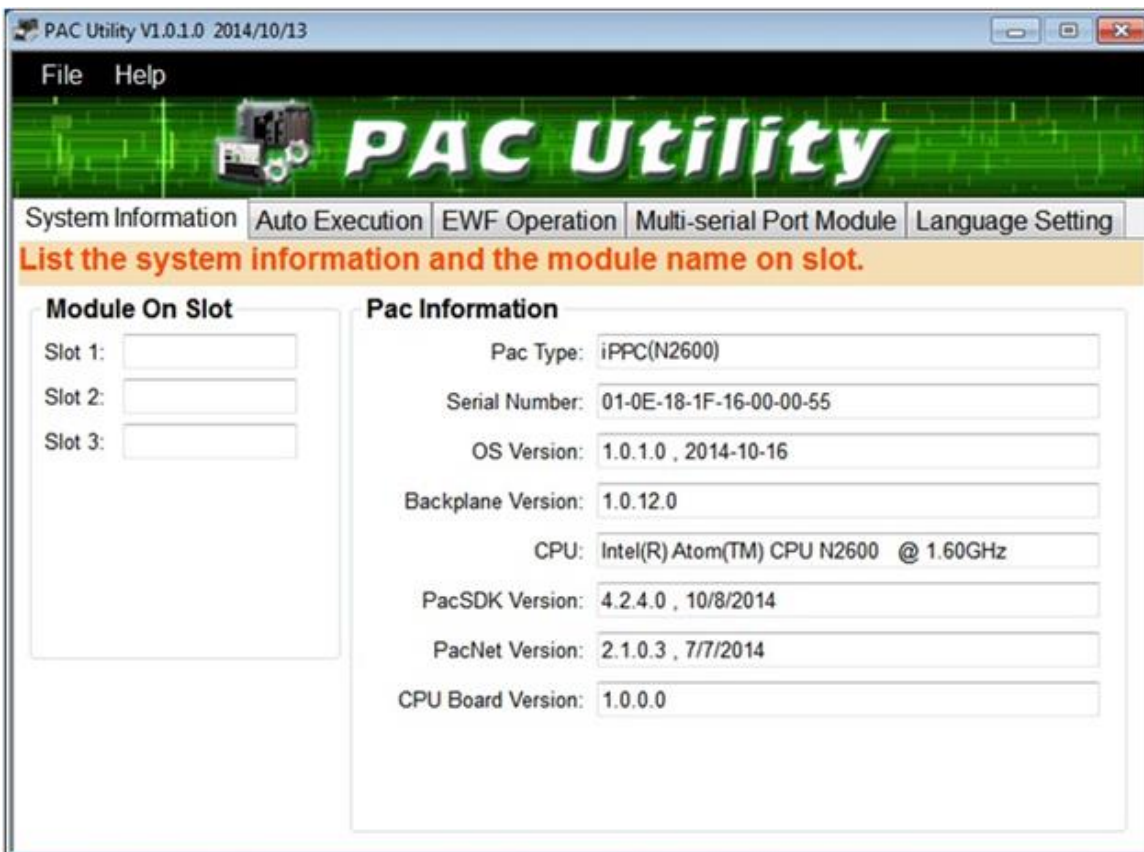 PAC Utility V1.0.1.0 2014/10/13
File Help
PAC Utility
System Information Auto Execution EWF Operation Multi-serial Port Module Language Setting
List the system information and the module name on slot.
Module On Slot
Slot 1:
Slot 2:
Slot 3:
Pac Information
Pac Type: iPPC(N2600)
Serial Number: 01-0E-18-1F-16-00-00-55
OS Version: 1.0.1.0 , 2014-10-16
Backplane Version: 1.0.12.0
CPU: Intel(R) Atom(TM) CPU N2600 @ 1.60GHz
PacSDK Version: 4.2.4.0 , 10/8/2014
PacNet Version: 2.1.0.3 , 7/7/2014
CPU Board Version: 1.0.0.0